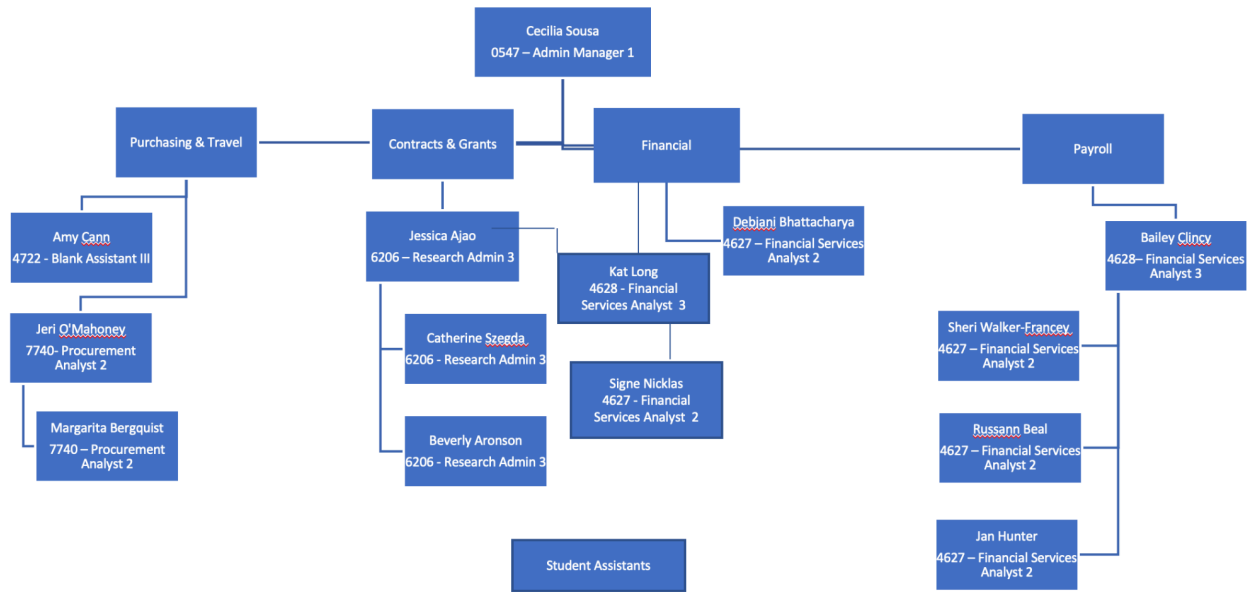 Cecilia Sousa
0547 – Admin Manager 1
Purchasing & Travel
Contracts & Grants
Financial
Payroll
Amy Cann
4722 - Blank Assistant III
Jeri O'Mahoney
7740- Procurement
Analyst 2
Margarita Bergquist
7740 – Procurement
Analyst 2
Jessica Ajao
6206 – Research Admin 3
Catherine Szegda
6206 - Research Admin 3
Beverly Aronson
6206 - Research Admin 3
Kat Long
4628 - Financial
Services Analyst 3
Signe Nicklas
4627 - Financial
Services Analyst 2
Debjani Bhattacharya
4627 – Financial Services
Analyst 2
Bailey Clincy
4628– Financial Services
Analyst 3
Sheri Walker-Francey
4627 – Financial Services
Analyst 2
Russann Beal
4627 – Financial Services
Analyst 2
Jan Hunter
4627 – Financial Services
Analyst 2
Student Assistants